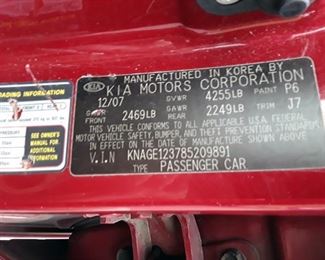 MANUFACTURED IN KOREA BY
KIA KIA MOTORS CORPORATION
12/07 GVWR 4255LB PAINT P6
GAWR FRONT 2469LB GAWR REAR 2249LB TRIM J7
THIS VEHICLE CONFORMS TO ALL APPLICABLE U.S.A. FEDERAL
MOTOR VEHICLE SAFETY, BUMPER, AND THEFT PREVENTION STANDARDS
IN EFFECT ON THE DATE OF MANUFACTURE SHOWN ABOVE.
V.I.N KNAGE123785209891
TYPE PASSENGER CAR
LOADING INFORMATION
SEE OWNER'S
MANUAL FOR
ADDITIONAL
INFORMATION